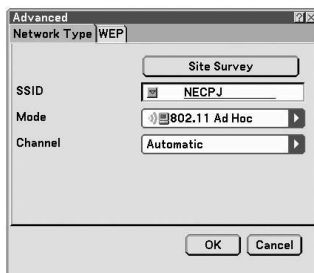 Advanced
Network Type WEP
Site Survey
SSID NECPJ
Mode 802.11 Ad Hoc
Channel Automatic
OK Cancel